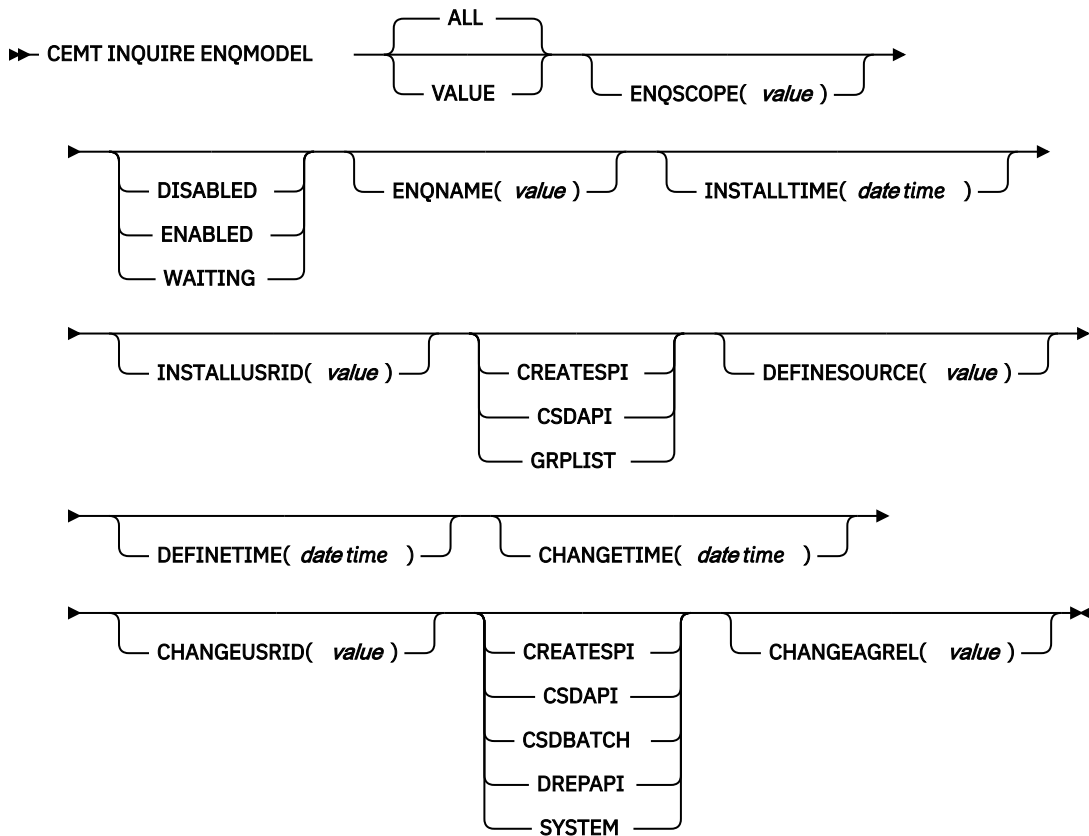 ALL
CEMT INQUIRE ENQMODEL
VALUE
ENQSCOPE( value )
DISABLED
ENABLED
WAITING
ENQNAME( value )
INSTALLTIME( date time )
INSTALLUSRID( value )
CREATESPI
CSDAPI
GRPLIST
DEFINESOURCE( value )
DEFINETIME( date time )
CHANGETIME( date time )
CHANGEUSRID( value )
CREATESPI
CSDAPI
CSDBATCH
DREPAPI
SYSTEM
CHANGEAGREL( value )